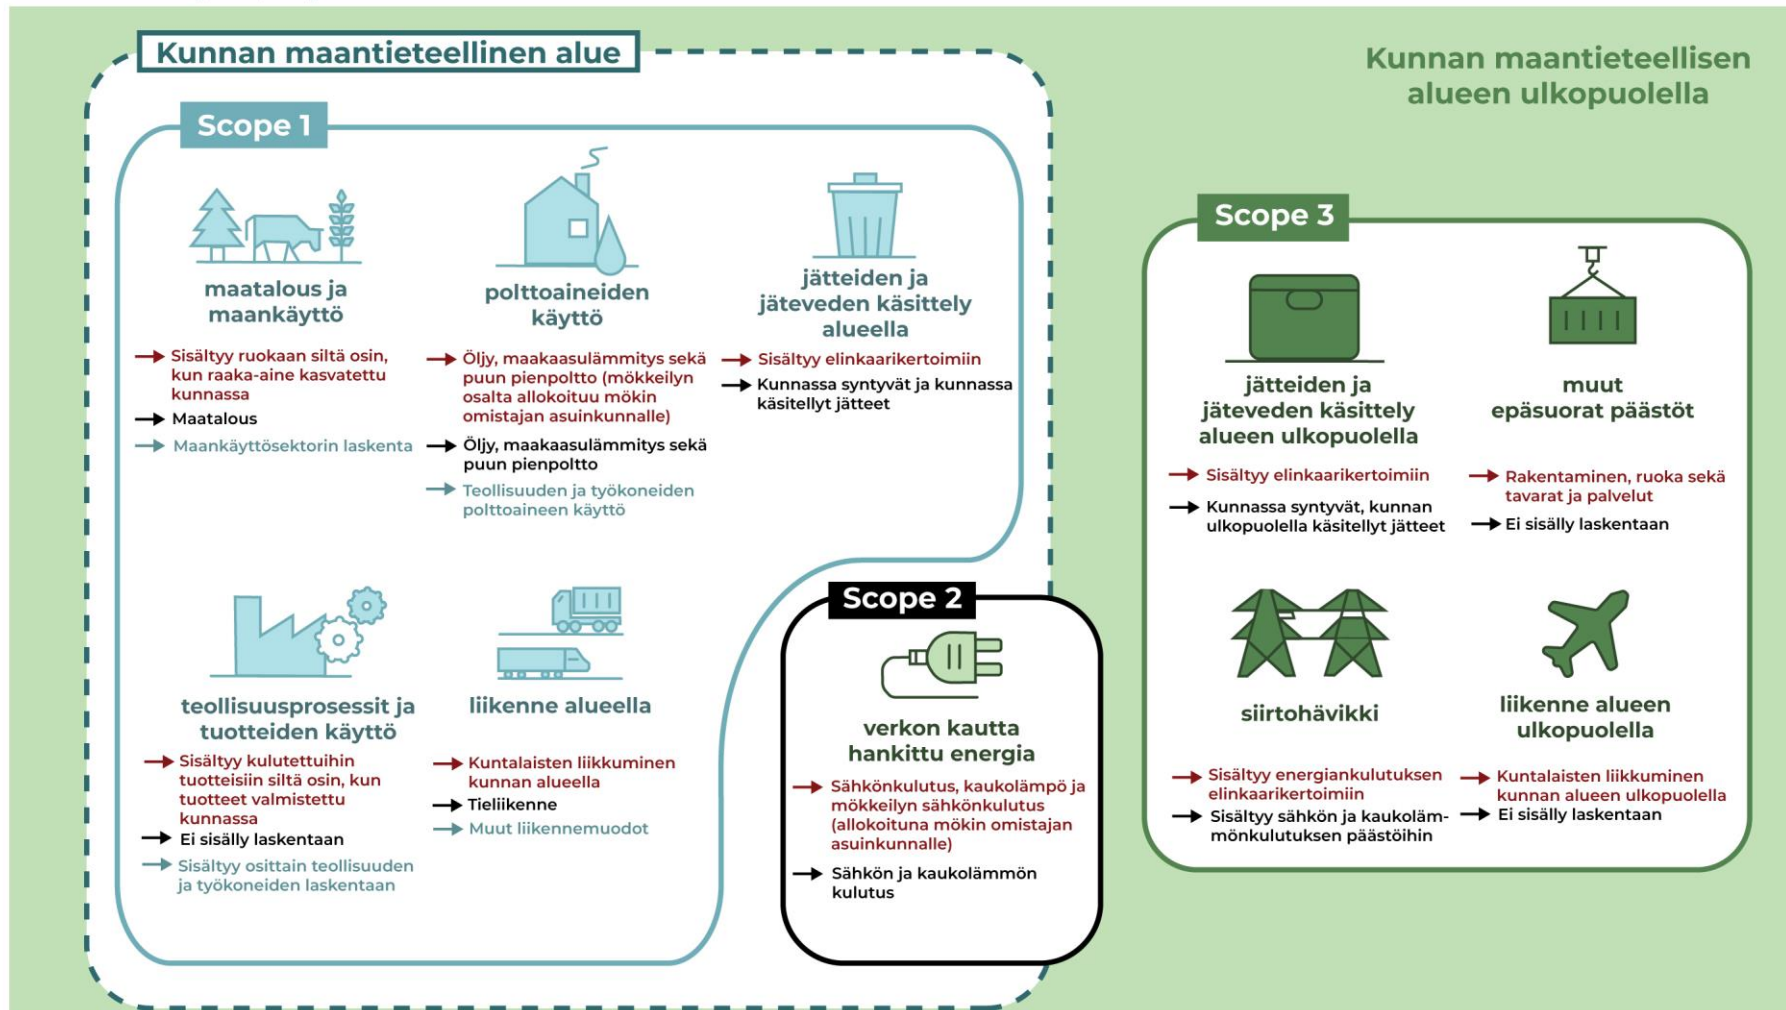 Kunnan maantieteellinen alue
Kunnan maantieteellisen
alueen ulkopuolella
Scope 1
maatalous ja
maankäyttö
Sisältyy ruokaan siltä osin,
kun raaka-aine kasvatettu
kunnassa
Maatalous
Maankäyttösektorin laskenta
polttoaineiden
käyttö
Öljy, maakaasulämmitys sekä
puun pienpoltto (mökkeilyn
osalta allokoituu mökin
omistajan asuinkunnalle)
Öljy, maakaasulämmitys sekä
puun pienpoltto
Teollisuuden ja työkoneiden
polttoaineen käyttö
jätteiden ja
jäteveden käsittely
alueella
Sisältyy elinkaarikertoimiin
Kunnassa syntyvät ja kunnassa
käsitellyt jätteet
teollisuusprosessit ja
tuotteiden käyttö
Sisältyy kulutettuihin
tuotteisiin siltä osin, kun
tuotteet valmistettu
kunnassa
Ei sisälly laskentaan
Sisältyy osittain teollisuuden
ja työkoneiden laskentaan
liikenne alueella
Kuntalaisten liikkuminen
kunnan alueella
Tieliikenne
Muut liikennemuodot
Scope 2
verkon kautta
hankittu energia
Sähkönkulutus, kaukolämpö ja
mökkeilyn sähkönkulutus
(allokoituna mökin omistajan
asuinkunnalle)
Sähkön ja kaukolämmön
kulutus
Scope 3
jätteiden ja
jäteveden käsittely
alueen ulkopuolella
Sisältyy elinkaarikertoimiin
Kunnassa syntyvät, kunnan
ulkopuolella käsitellyt jätteet
muut
epäsuorat päästöt
Rakentaminen, ruoka sekä
tavarat ja palvelut
Ei sisälly laskentaan
siirtohävikki
Sisältyy energiankulutuksen
elinkaarikertoimiin
Sisältyy sähkön ja kaukoläm-
mönkulutuksen päästöihin
liikenne alueen
ulkopuolella
Kuntalaisten liikkuminen
kunnan alueen ulkopuolella
Ei sisälly laskentaan